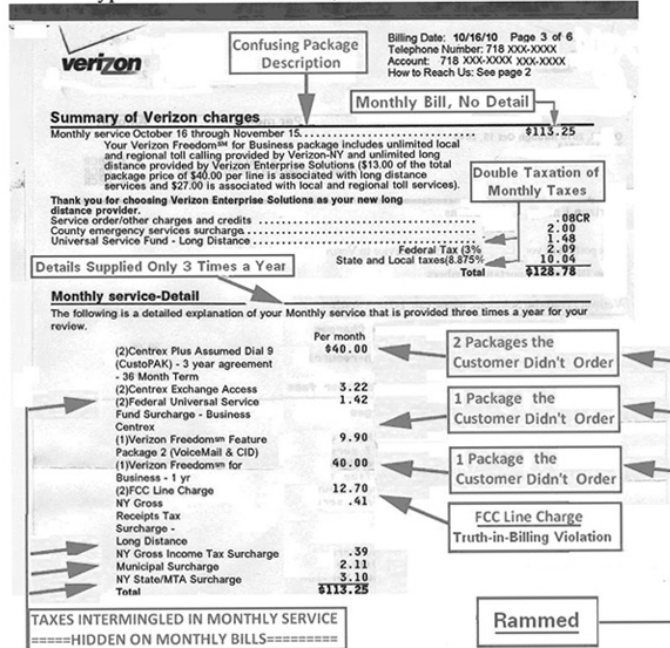 verizon
Confusing Package
Description
Billing Date: 10/16/10 Page 3 of 6
Telephone Number: 718 XXX-XXXX
Account: 718 XXX-XXXX XXX-XXXX
How to Reach Us: See page 2
Monthly Bill, No Detail
Summary of Verizon charges
Monthly service October 16 through November 15 $113.25
Your Verizon Freedom℠ for Business package includes unlimited local
and regional toll calling provided by Verizon-NY and unlimited long
distance provided by Verizon Enterprise Solutions ($13.00 of the total
package price of $40.00 per line is associated with long distance
services and $27.00 is associated with local and regional toll services).
Double Taxation of
Monthly Taxes
Thank you for choosing Verizon Enterprise Solutions as your new long
distance provider.
Service order/other charges and credits .08CR
County emergency services surcharge 2.00
Universal Service Fund - Long Distance 1.48
Federal Tax (3% 2.09
State and Local taxes(8.875% 10.04
Total $128.78
Details Supplied Only 3 Times a Year
Monthly service-Detail
The following is a detailed explanation of your Monthly service that is provided three times a year for your
review.
Per month
(2)Centrex Plus Assumed Dial 9 $40.00
(CustoPAK) - 3 year agreement
- 36 Month Term
(2)Centrex Exchange Access 3.22
(2)Federal Universal Service 1.42
Fund Surcharge - Business
Centrex
(1)Verizon Freedom℠ Feature 9.90
Package 2 (VoiceMail & CID)
(1)Verizon Freedom℠ for 40.00
Business - 1 yr
(2)FCC Line Charge 12.70
NY Gross .41
Receipts Tax
Surcharge -
Long Distance
NY Gross Income Tax Surcharge .39
Municipal Surcharge 2.11
NY State/MTA Surcharge 3.10
Total $113.25
2 Packages the
Customer Didn't Order
1 Package the
Customer Didn't Order
1 Package the
Customer Didn't Order
FCC Line Charge
Truth-in-Billing Violation
TAXES INTERMINGLED IN MONTHLY SERVICE
=====HIDDEN ON MONTHLY BILLS=========
Rammed